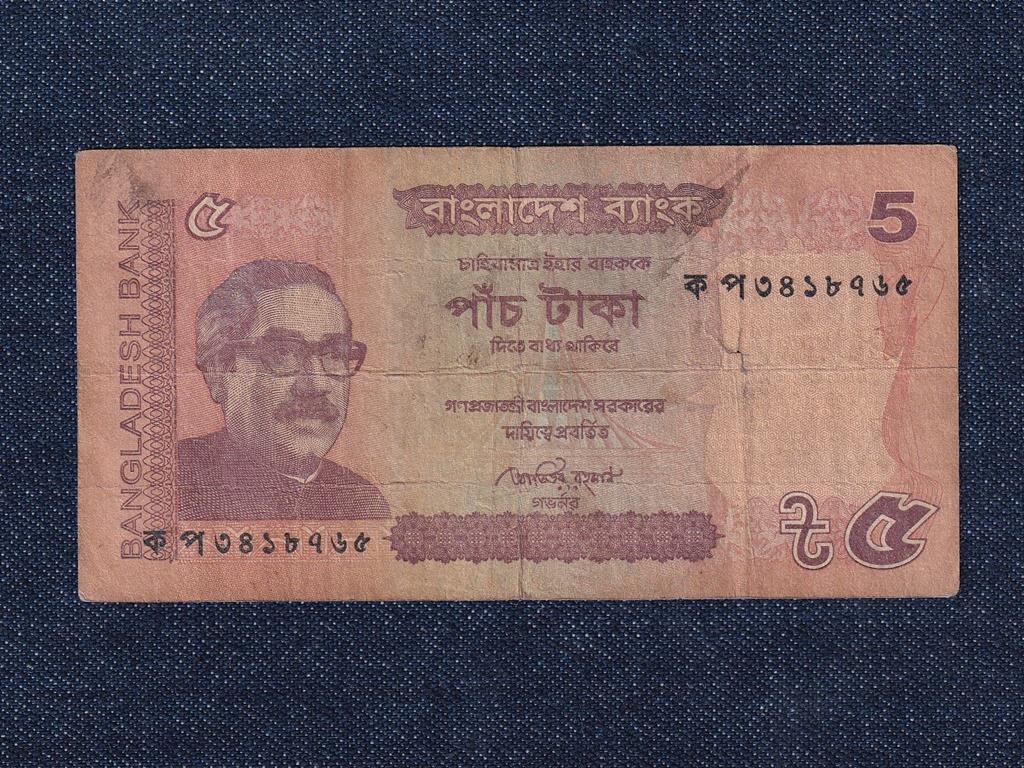 BANGLADESH BANK
৫
বাংলাদেশ ব্যাংক
5
চাহিবামাত্র ইহার বাহককে
ক প ৩৪১৮৭৬৫
পাঁচ টাকা
দিতে বাধ্য থাকিবে
গণপ্রজাতন্ত্রী বাংলাদেশ সরকারের
দায়িত্বে প্রবর্তিত
গভর্নর
ক প ৩৪১৮৭৬৫
৳ ৫